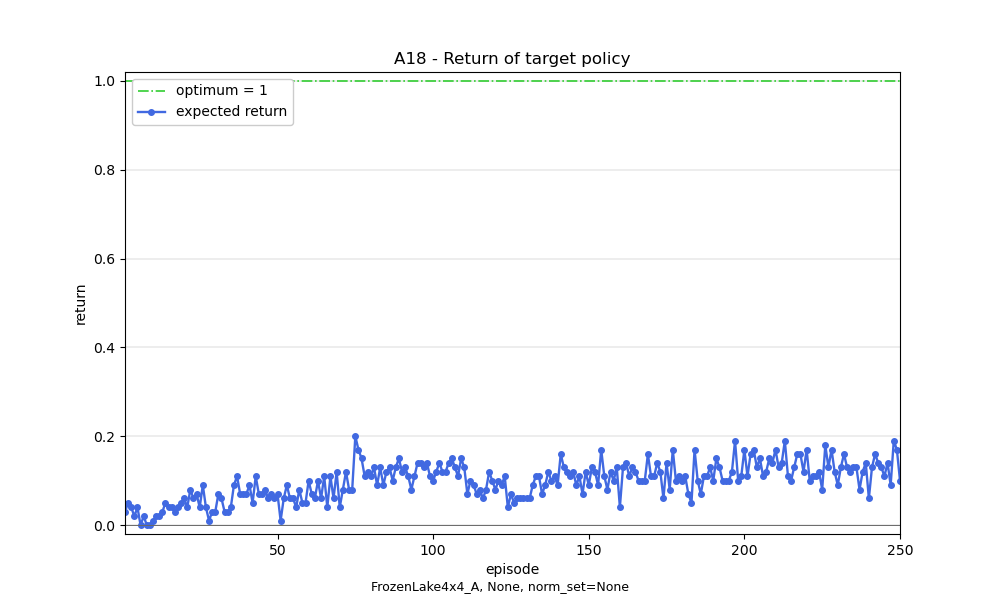 A18 - Return of target policy
1.0
optimum = 1
expected return
0.8
0.6
return
0.4
0.2
0.0
50
100
150
200
250
episode
FrozenLake4x4_A, None, norm_set=None